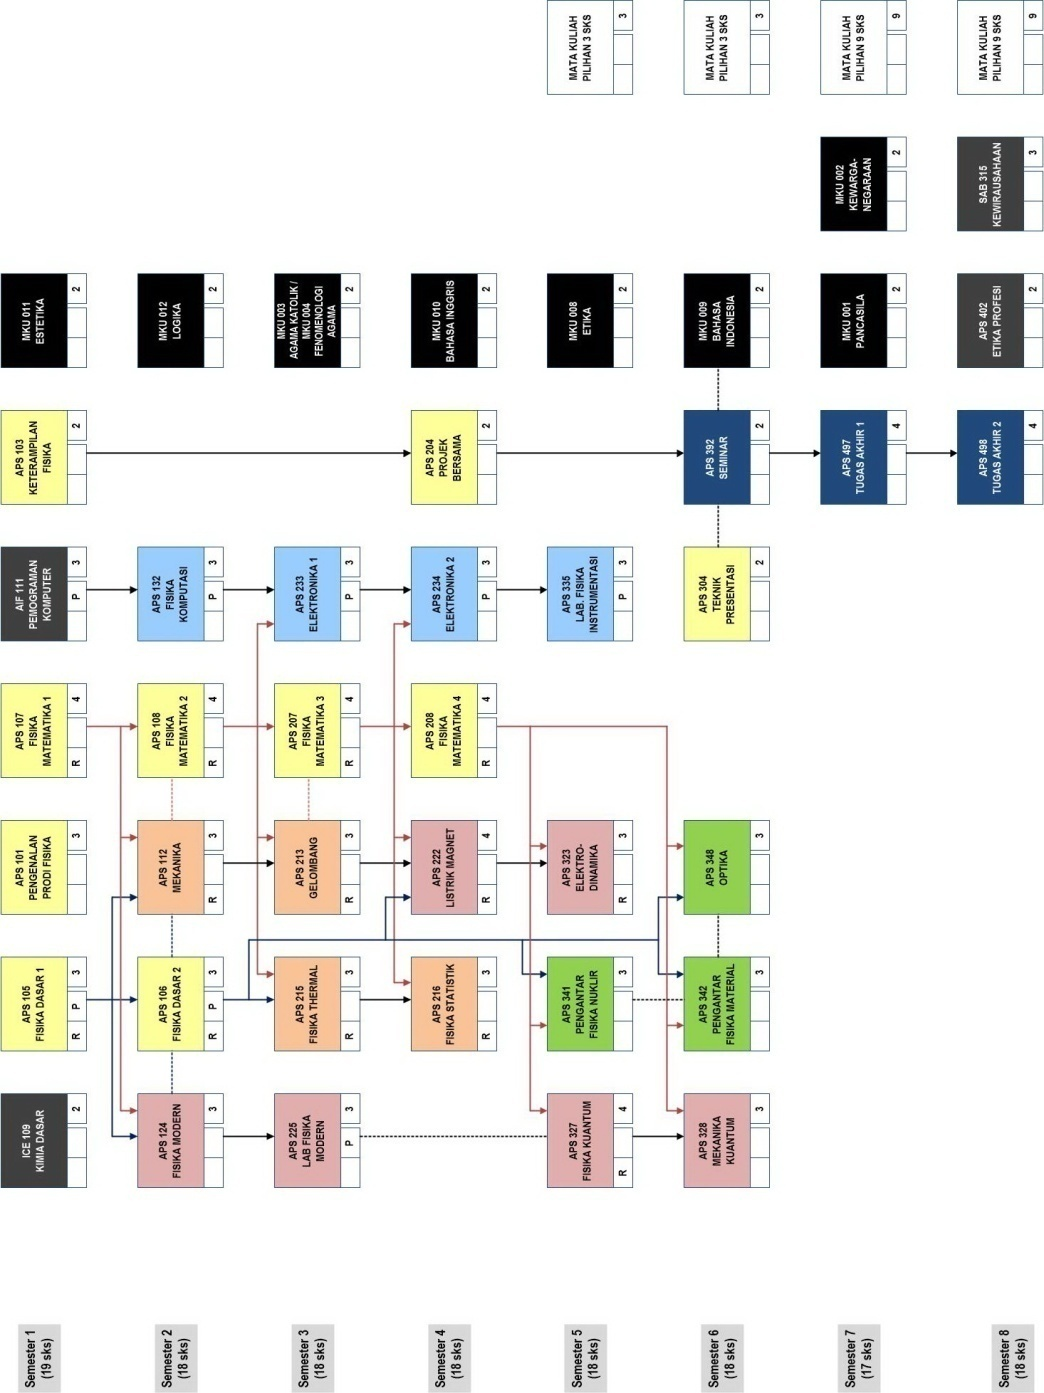 Semester 1
(19 sks)
ICE 109
KIMIA DASAR
2
APS 105
FISIKA DASAR 1
R P 3
APS 101
PENGENALAN
PRODI FISIKA
3
APS 107
FISIKA
MATEMATIKA 1
R 4
AIF 111
PEMOGRAMAN
KOMPUTER
P 3
APS 103
KETERAMPILAN
FISIKA
2
MKU 011
ESTETIKA
2
Semester 2
(18 sks)
APS 124
FISIKA MODERN
3
APS 106
FISIKA DASAR 2
R P 3
APS 112
MEKANIKA
R 3
APS 108
FISIKA
MATEMATIKA 2
R 4
APS 132
FISIKA
KOMPUTASI
P 3
MKU 012
LOGIKA
2
Semester 3
(18 sks)
APS 225
LAB FISIKA
MODERN
P 3
APS 215
FISIKA THERMAL
R 3
APS 213
GELOMBANG
R 3
APS 207
FISIKA
MATEMATIKA 3
R 4
APS 233
ELEKTRONIKA 1
P 3
MKU 003
AGAMA KATOLIK /
MKU 004
FENOMENOLOGI
AGAMA
2
Semester 4
(18 sks)
APS 216
FISIKA STATISTIK
R 3
APS 222
LISTRIK MAGNET
R 4
APS 208
FISIKA
MATEMATIKA 4
R 4
APS 234
ELEKTRONIKA 2
P 3
APS 204
PROJEK
BERSAMA
2
MKU 010
BAHASA INGGRIS
2
Semester 5
(18 sks)
APS 327
FISIKA KUANTUM
R 4
APS 341
PENGANTAR
FISIKA NUKLIR
3
APS 323
ELEKTRO-
DINAMIKA
R 3
APS 335
LAB. FISIKA
INSTRUMENTASI
P 3
MKU 008
ETIKA
2
MATA KULIAH
PILIHAN 3 SKS
3
Semester 6
(18 sks)
APS 328
MEKANIKA
KUANTUM
3
APS 342
PENGANTAR
FISIKA MATERIAL
3
APS 348
OPTIKA
3
APS 304
TEKNIK
PRESENTASI
2
APS 392
SEMINAR
2
MKU 009
BAHASA
INDONESIA
2
MATA KULIAH
PILIHAN 3 SKS
3
Semester 7
(17 sks)
APS 497
TUGAS AKHIR 1
4
MKU 001
PANCASILA
2
MKU 002
KEWARGA-
NEGARAAN
2
MATA KULIAH
PILIHAN 9 SKS
9
Semester 8
(18 sks)
APS 498
TUGAS AKHIR 2
4
APS 402
ETIKA PROFESI
2
SAB 315
KEWIRAUSAHAAN
3
MATA KULIAH
PILIHAN 9 SKS
9